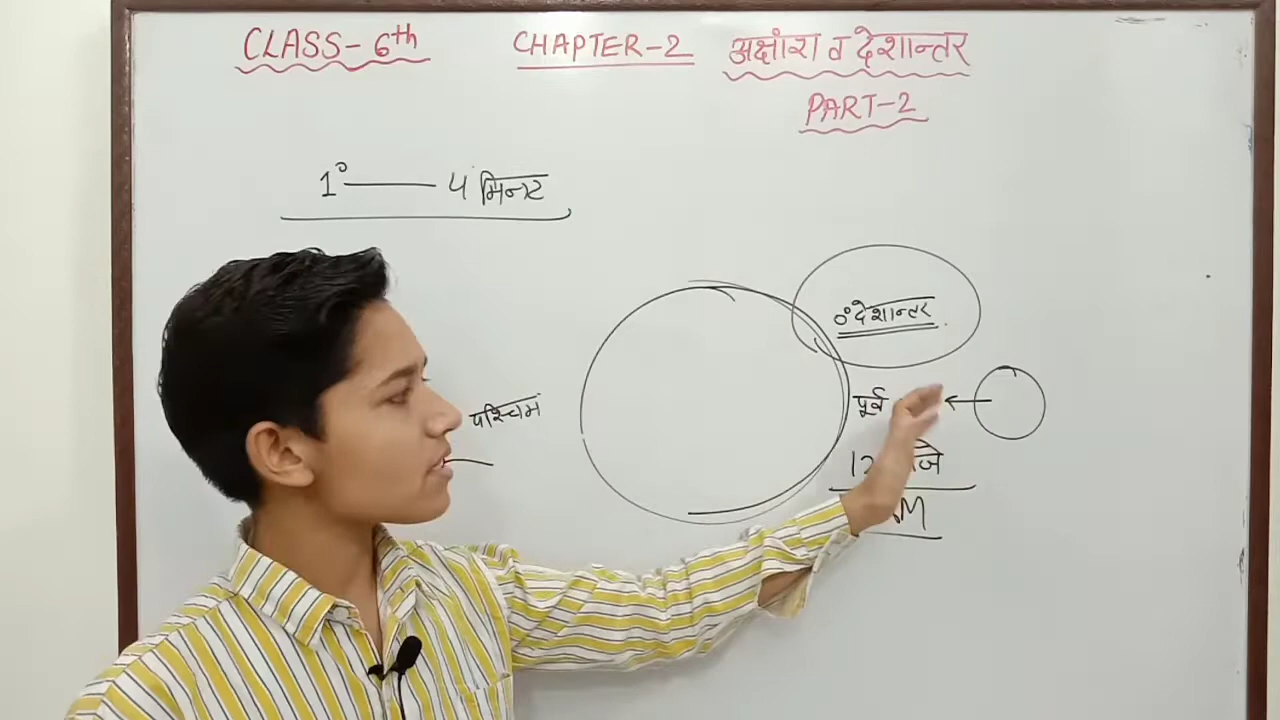 CLASS-6th CHAPTER-2 अक्षांश व देशान्तर
PART-2
1° 4 मिनट
0° देशान्तर
पश्चिम
पूर्व